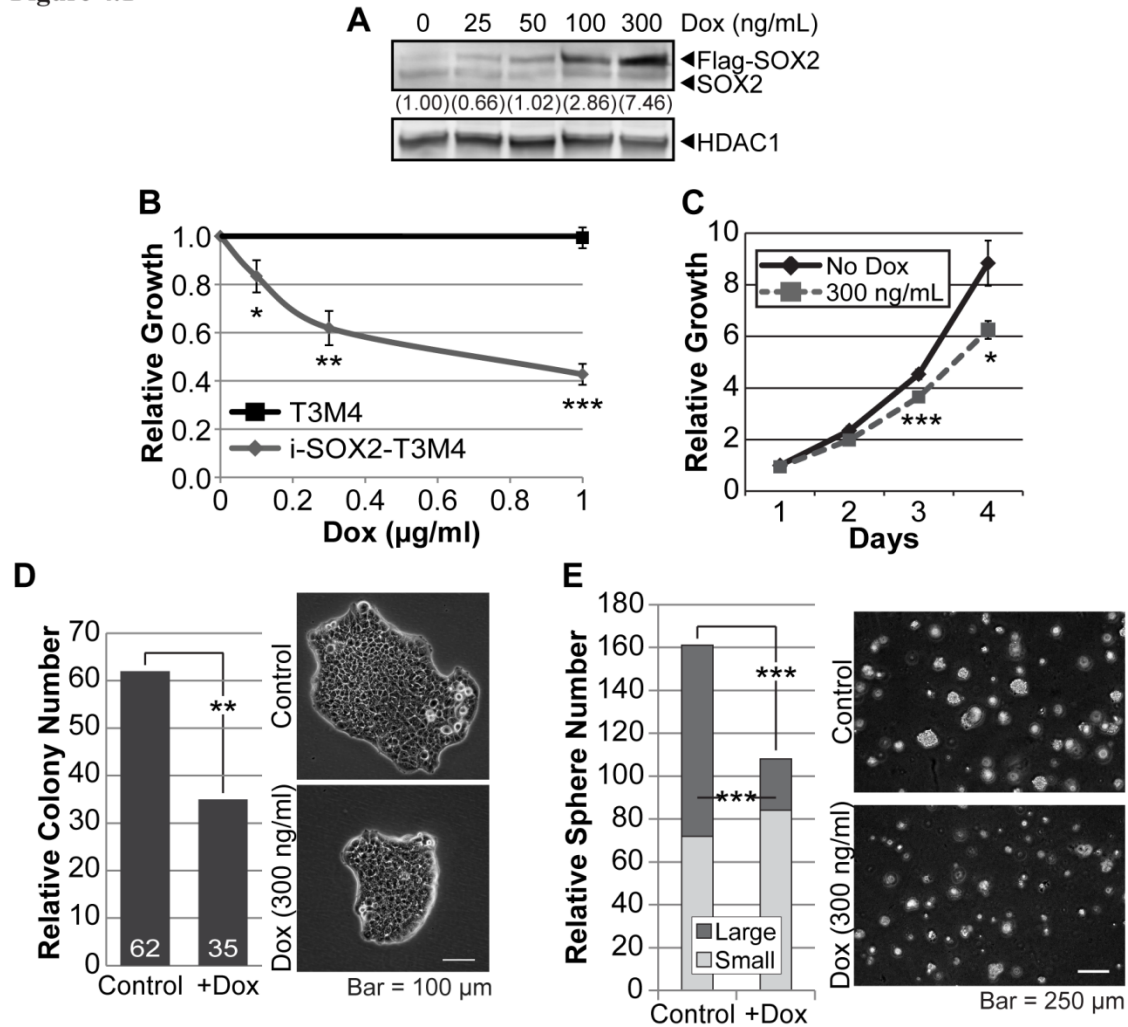 A
0 25 50 100 300 Dox (ng/mL)
◄Flag-SOX2
◄SOX2
(1.00)(0.66)(1.02)(2.86)(7.46)
◄HDAC1
B
Relative Growth
1.0
0.8
0.6
0.4
0.2
0.0
*
**
***
T3M4
i-SOX2-T3M4
0 0.2 0.4 0.6 0.8 1
Dox (µg/ml)
C
Relative Growth
10
8
6
4
2
0
No Dox
300 ng/mL
***
*
1 2 3 4
Days
D
Relative Colony Number
70
60
50
40
30
20
10
0
**
62 35
Control +Dox
Control
Dox (300 ng/ml)
Bar = 100 µm
E
Relative Sphere Number
180
160
140
120
100
80
60
40
20
0
***
***
Large
Small
Control +Dox
Control
Dox (300 ng/ml)
Bar = 250 µm